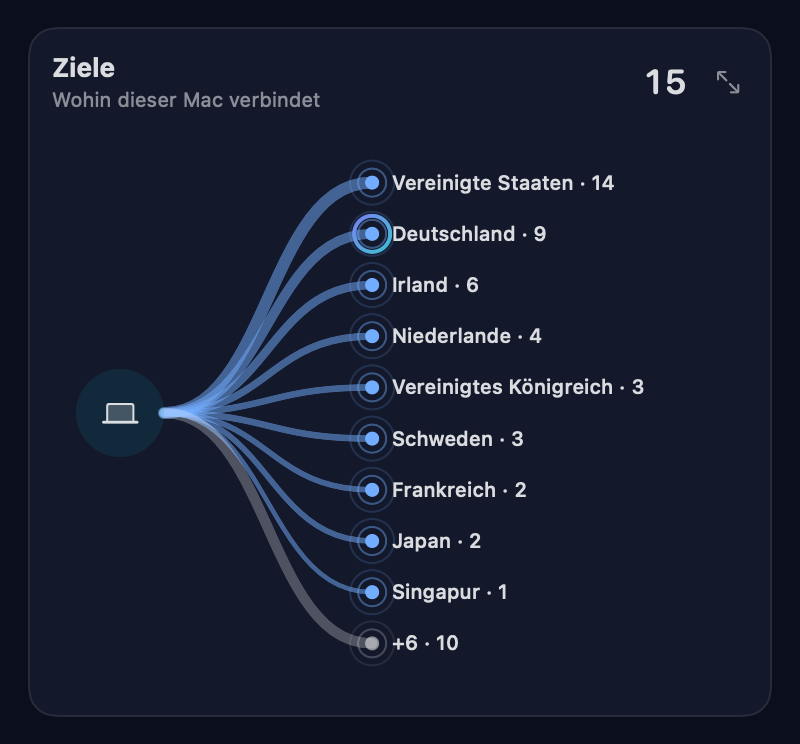 Ziele
15
Wohin dieser Mac verbindet
Vereinigte Staaten · 14
Deutschland · 9
Irland · 6
Niederlande · 4
Vereinigtes Königreich · 3
Schweden · 3
Frankreich · 2
Japan · 2
Singapur · 1
+6 · 10